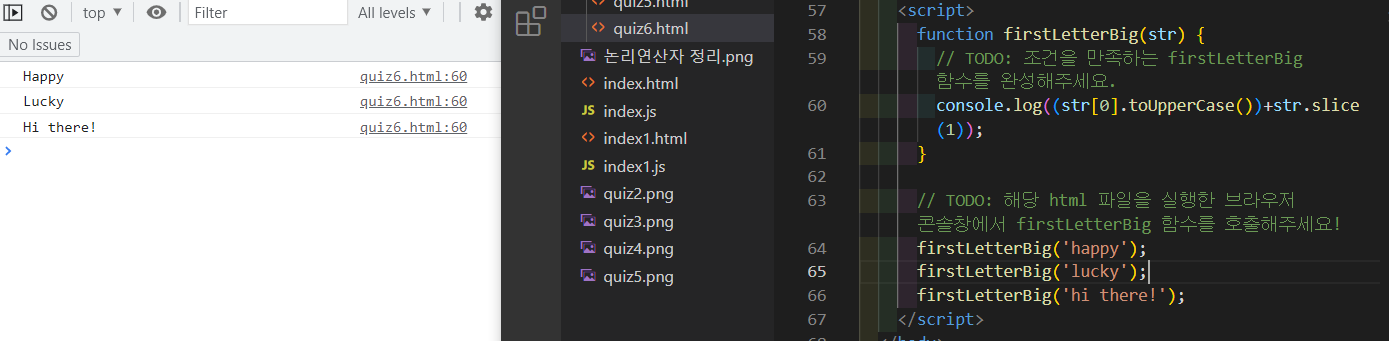 top ▾ Filter All levels ▾
No Issues
Happy quiz6.html:60
Lucky quiz6.html:60
Hi there! quiz6.html:60
>
<> quiz5.html
<> quiz6.html
논리연산자 정리.png
<> index.html
JS index.js
<> index1.html
JS index1.js
quiz2.png
quiz3.png
quiz4.png
quiz5.png
57 <script>
58 function firstLetterBig(str) {
59 // TODO: 조건을 만족하는 firstLetterBig
함수를 완성해주세요.
60 console.log((str[0].toUpperCase())+str.slice
(1));
61 }
62
63 // TODO: 해당 html 파일을 실행한 브라우저
콘솔창에서 firstLetterBig 함수를 호출해주세요!
64 firstLetterBig('happy');
65 firstLetterBig('lucky');
66 firstLetterBig('hi there!');
67 </script>